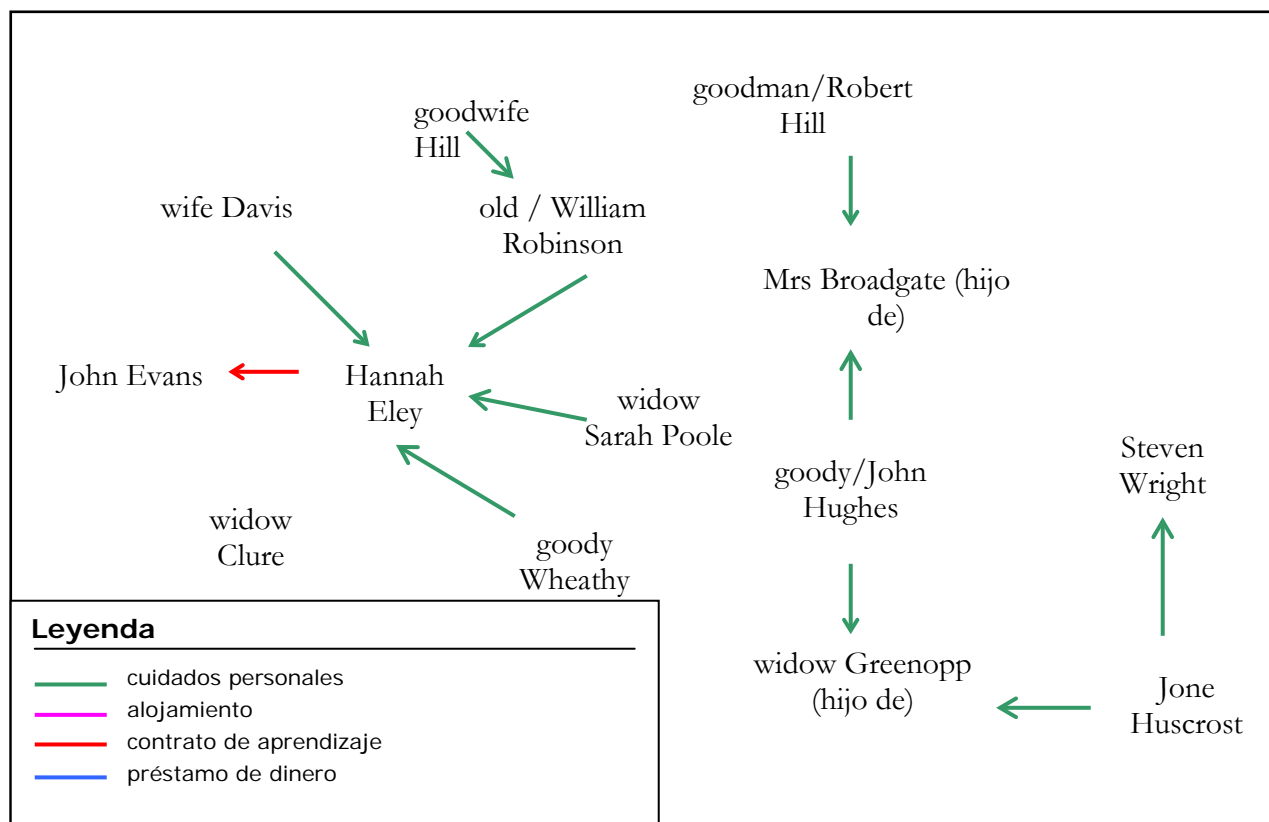 goodman/Robert
Hill
goodwife
Hill
wife Davis
old / William
Robinson
Mrs Broadgate (hijo
de)
John Evans
Hannah
Eley
widow
Sarah Poole
Steven
Wright
goody/John
Hughes
widow
Clure
goody
Wheathy
widow Greenopp
(hijo de)
Jone
Huscrost
Leyenda
cuidados personales
alojamiento
contrato de aprendizaje
préstamo de dinero